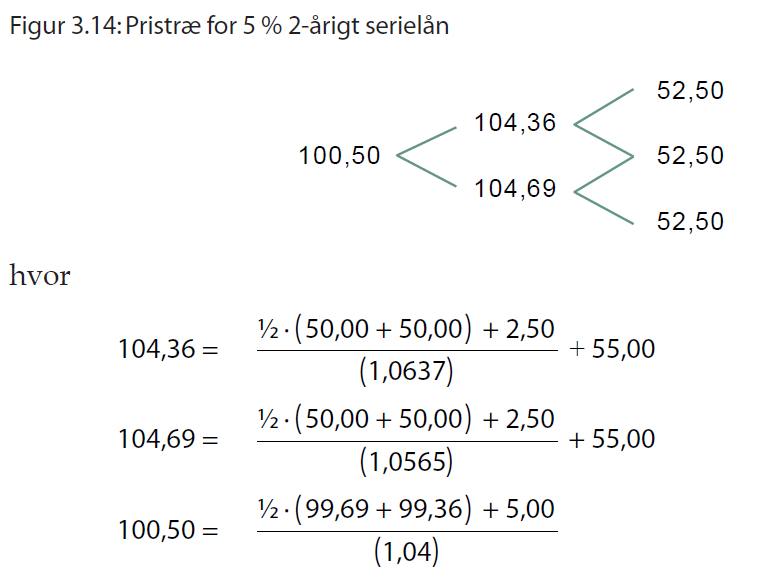 Figur 3.14: Pristræ for 5 % 2-årigt serielån
52,50
104,36
100,50
52,50
104,69
52,50
hvor
104,36 = ½ · (50,00 + 50,00) + 2,50 / (1,0637) + 55,00
104,69 = ½ · (50,00 + 50,00) + 2,50 / (1,0565) + 55,00
100,50 = ½ · (99,69 + 99,36) + 5,00 / (1,04)